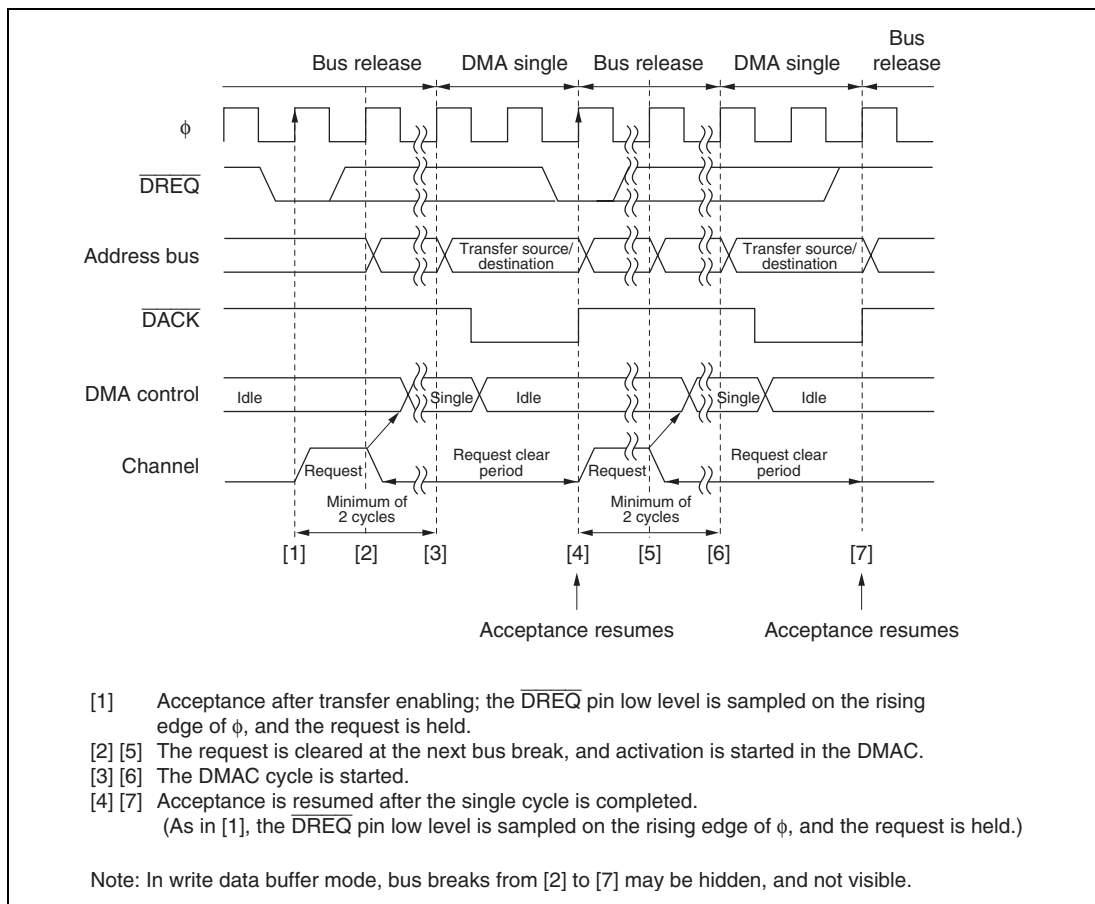 Bus release
DMA single
Bus release
DMA single
Bus
release
φ
DREQ
Address bus
Transfer source/
destination
Transfer source/
destination
DACK
DMA control
Idle
Single
Idle
Single
Idle
Channel
Request
Request clear
period
Request
Request clear
period
Minimum of
2 cycles
Minimum of
2 cycles
[1] [2] [3] [4] [5] [6] [7]
Acceptance resumes
Acceptance resumes
[1] Acceptance after transfer enabling; the DREQ pin low level is sampled on the rising
edge of φ, and the request is held.
[2] [5] The request is cleared at the next bus break, and activation is started in the DMAC.
[3] [6] The DMAC cycle is started.
[4] [7] Acceptance is resumed after the single cycle is completed.
(As in [1], the DREQ pin low level is sampled on the rising edge of φ, and the request is held.)
Note: In write data buffer mode, bus breaks from [2] to [7] may be hidden, and not visible.